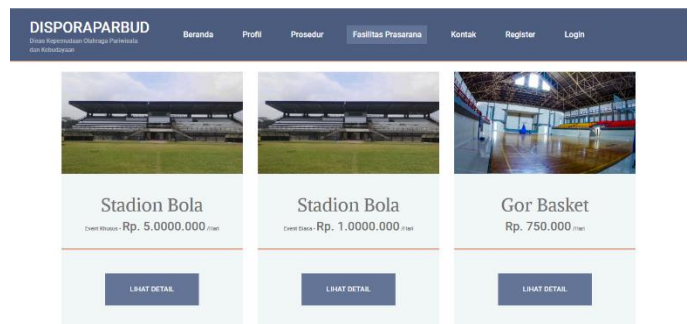 DISPORAPARBUD
Dinas Kepemudaan Olahraga Pariwisata
dan Kebudayaan
Beranda Profil Prosedur Fasilitas Prasarana Kontak Register Login
Stadion Bola
Event Khusus - Rp. 5.0000.000 /Hari
LIHAT DETAIL
Stadion Bola
Event Biasa - Rp. 1.0000.000 /Hari
LIHAT DETAIL
Gor Basket
Rp. 750.000 /Hari
LIHAT DETAIL